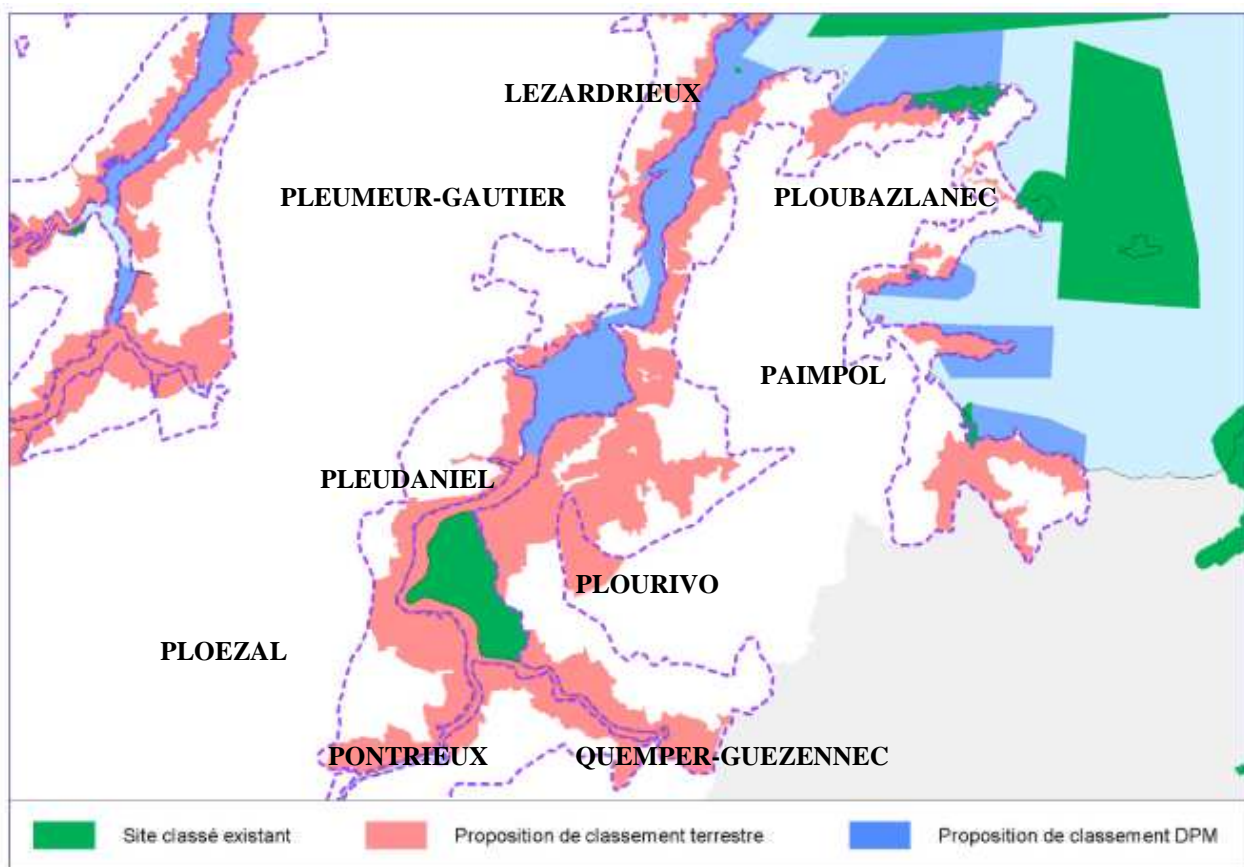 LEZARDRIEUX
PLEUMEUR-GAUTIER
PLOUBAZLANEC
PAIMPOL
PLEUDANIEL
PLOURIVO
PLOEZAL
PONTRIEUX
QUEMPER-GUEZENNEC
Site classé existant
Proposition de classement terrestre
Proposition de classement DPM